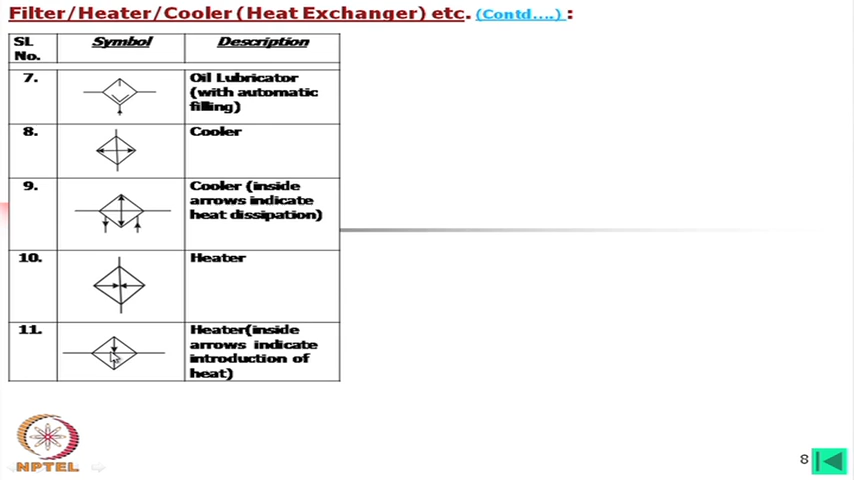 Filter/Heater/Cooler (Heat Exchanger) etc. (Contd....) :
SL No. Symbol Description
7. Oil Lubricator
(with automatic
filling)
8. Cooler
9. Cooler (inside
arrows indicate
heat dissipation)
10. Heater
11. Heater(inside
arrows indicate
introduction of
heat)
NPTEL
8